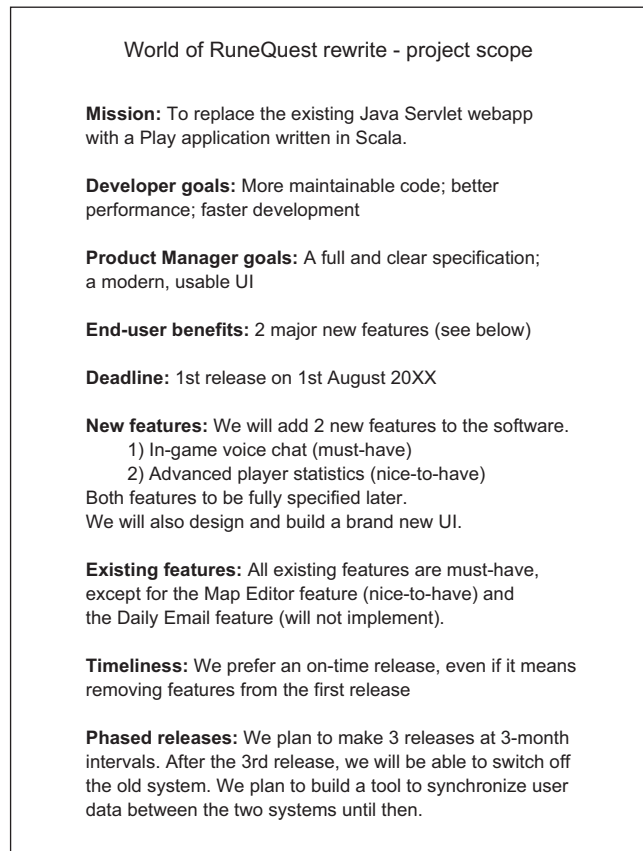 World of RuneQuest rewrite - project scope
Mission: To replace the existing Java Servlet webapp
with a Play application written in Scala.
Developer goals: More maintainable code; better
performance; faster development
Product Manager goals: A full and clear specification;
a modern, usable UI
End-user benefits: 2 major new features (see below)
Deadline: 1st release on 1st August 20XX
New features: We will add 2 new features to the software.
1) In-game voice chat (must-have)
2) Advanced player statistics (nice-to-have)
Both features to be fully specified later.
We will also design and build a brand new UI.
Existing features: All existing features are must-have,
except for the Map Editor feature (nice-to-have) and
the Daily Email feature (will not implement).
Timeliness: We prefer an on-time release, even if it means
removing features from the first release
Phased releases: We plan to make 3 releases at 3-month
intervals. After the 3rd release, we will be able to switch off
the old system. We plan to build a tool to synchronize user
data between the two systems until then.